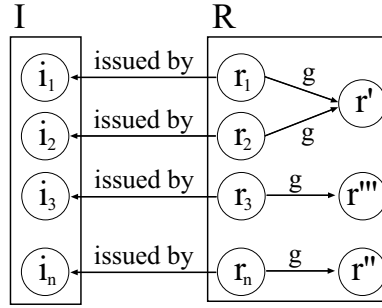 I R
i1 issued by r1 g r'
i2 issued by r2 g
i3 issued by r3 g r'''
in issued by rn g r''